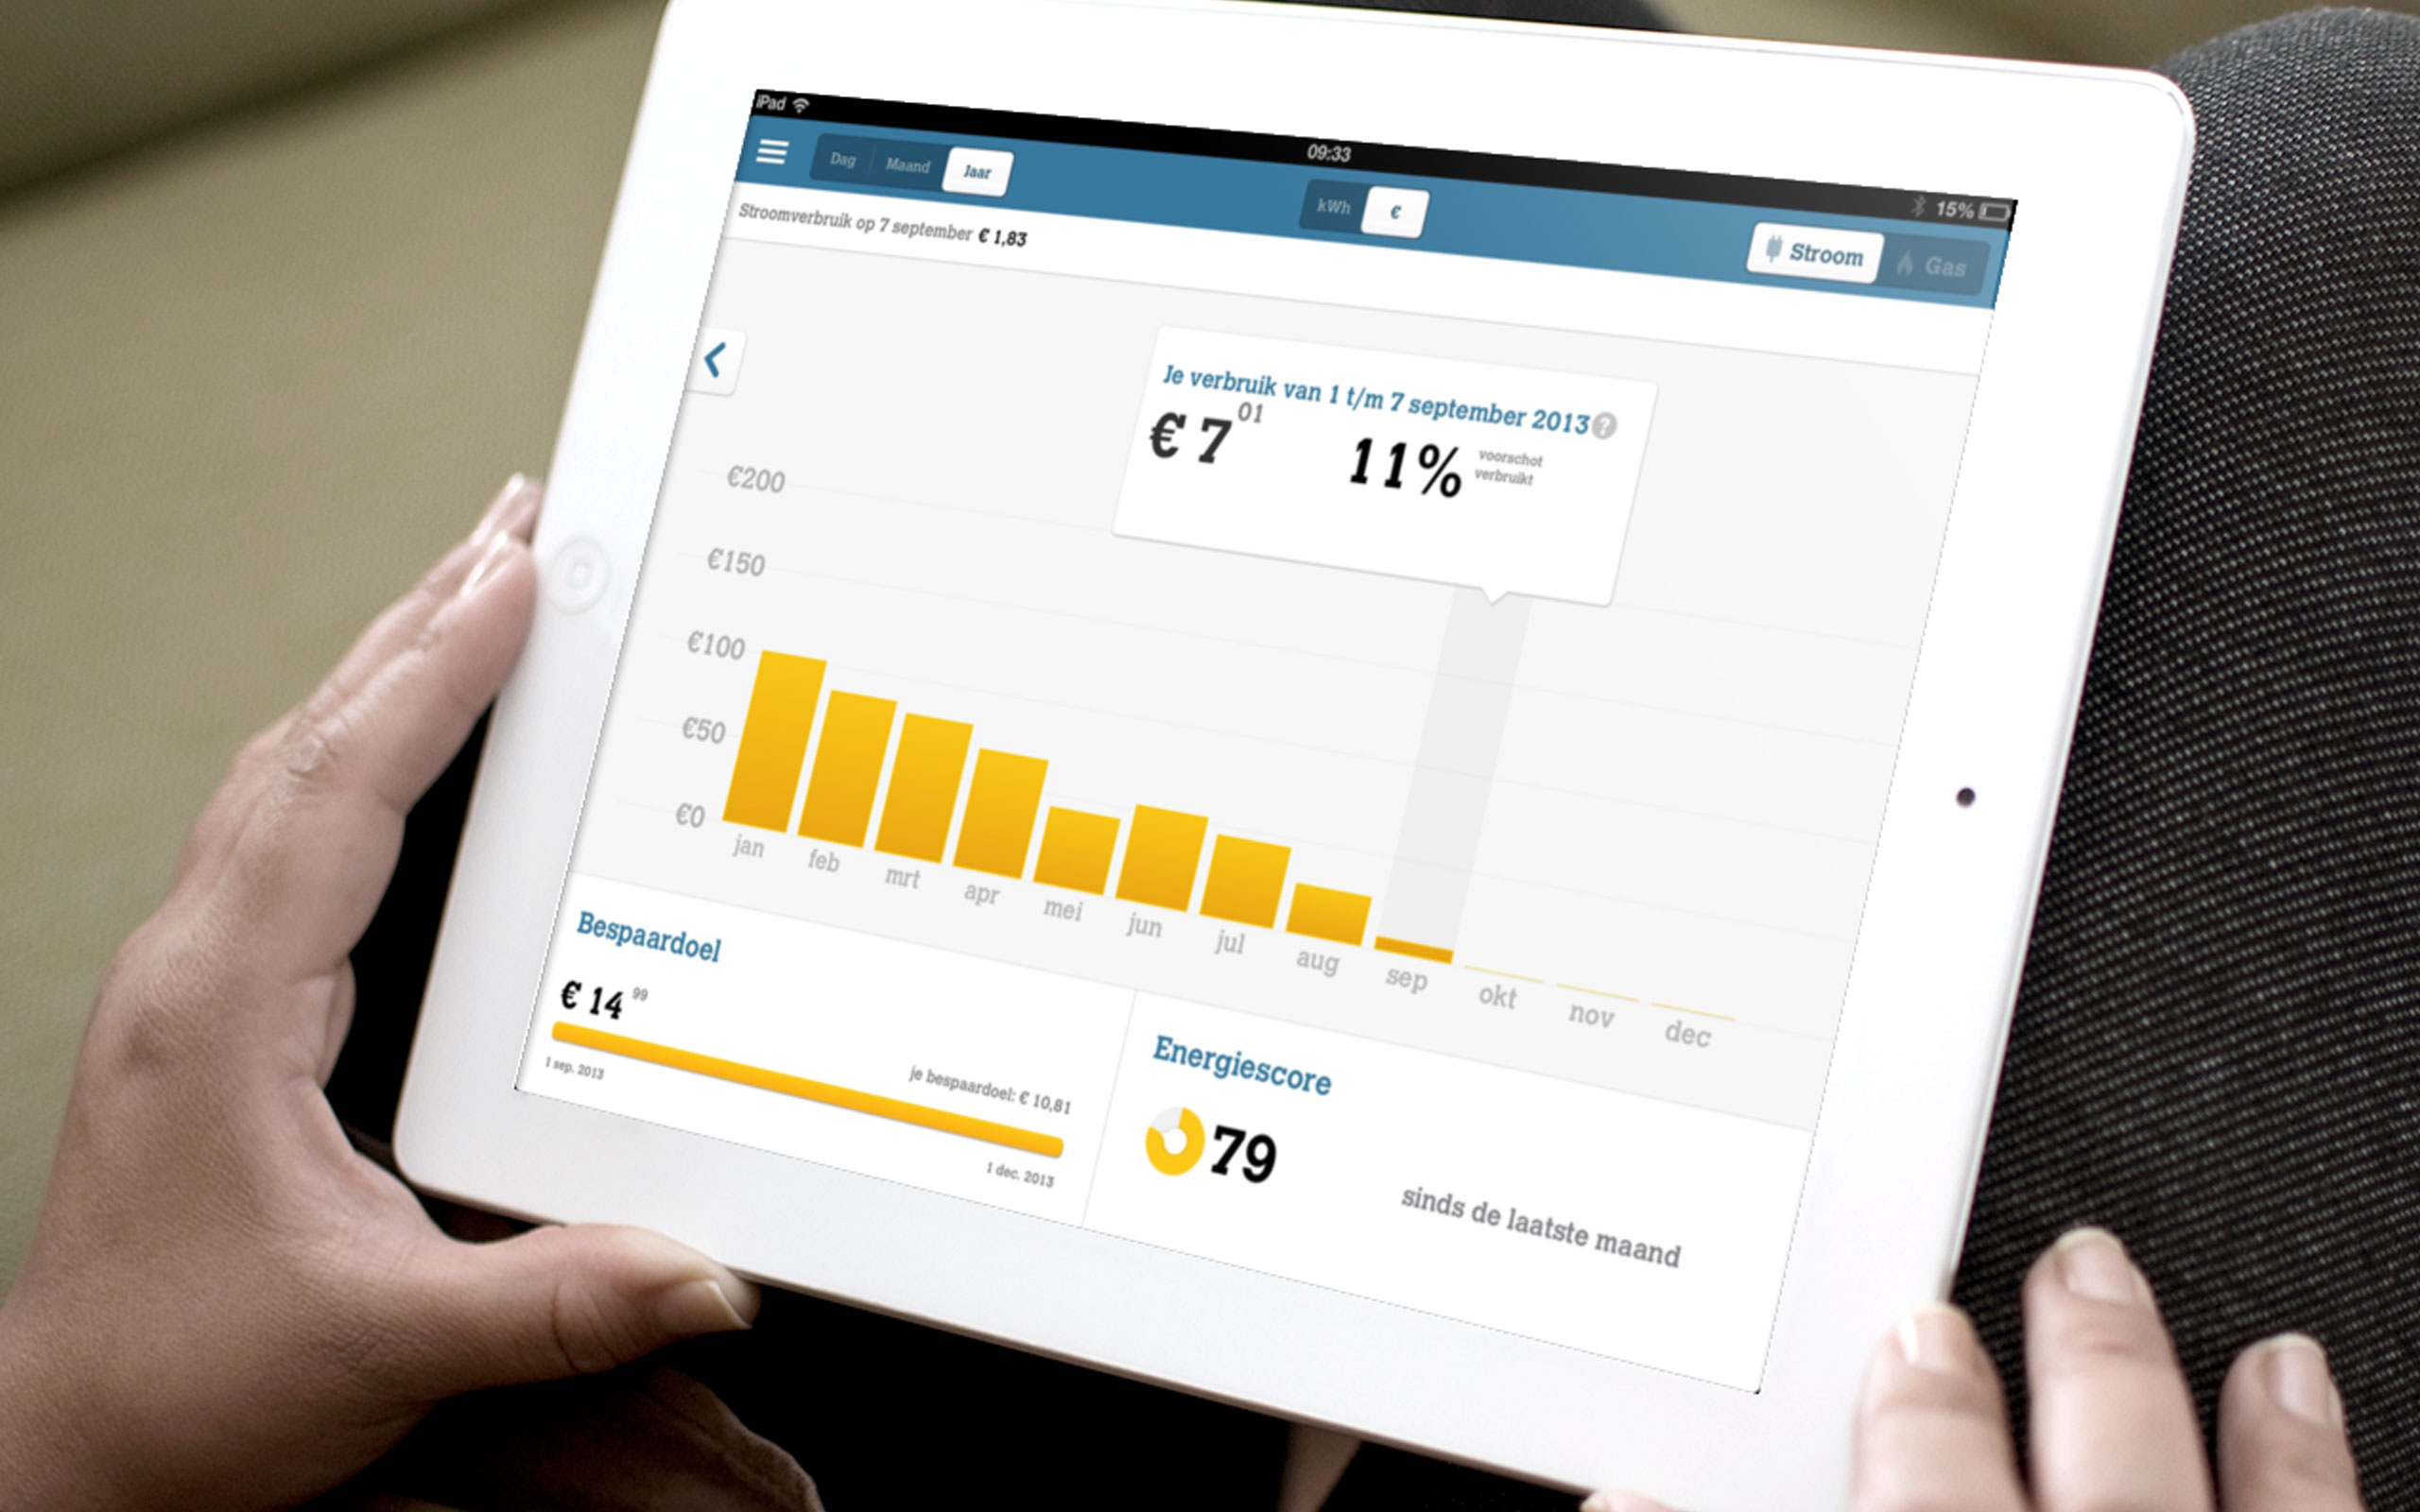 iPad
09:33
15%
Dag Maand Jaar
kWh €
Stroom Gas
Stroomverbruik op 7 september € 1,83
Je verbruik van 1 t/m 7 september 2013 ?
€ 7 01
11% voorschot
verbruikt
€200
€150
€100
€50
€0
jan feb mrt apr mei jun jul aug sep okt nov dec
Bespaardoel
€ 14 99
je bespaardoel: € 10,81
1 sep. 2013
1 dec. 2013
Energiescore
79
sinds de laatste maand